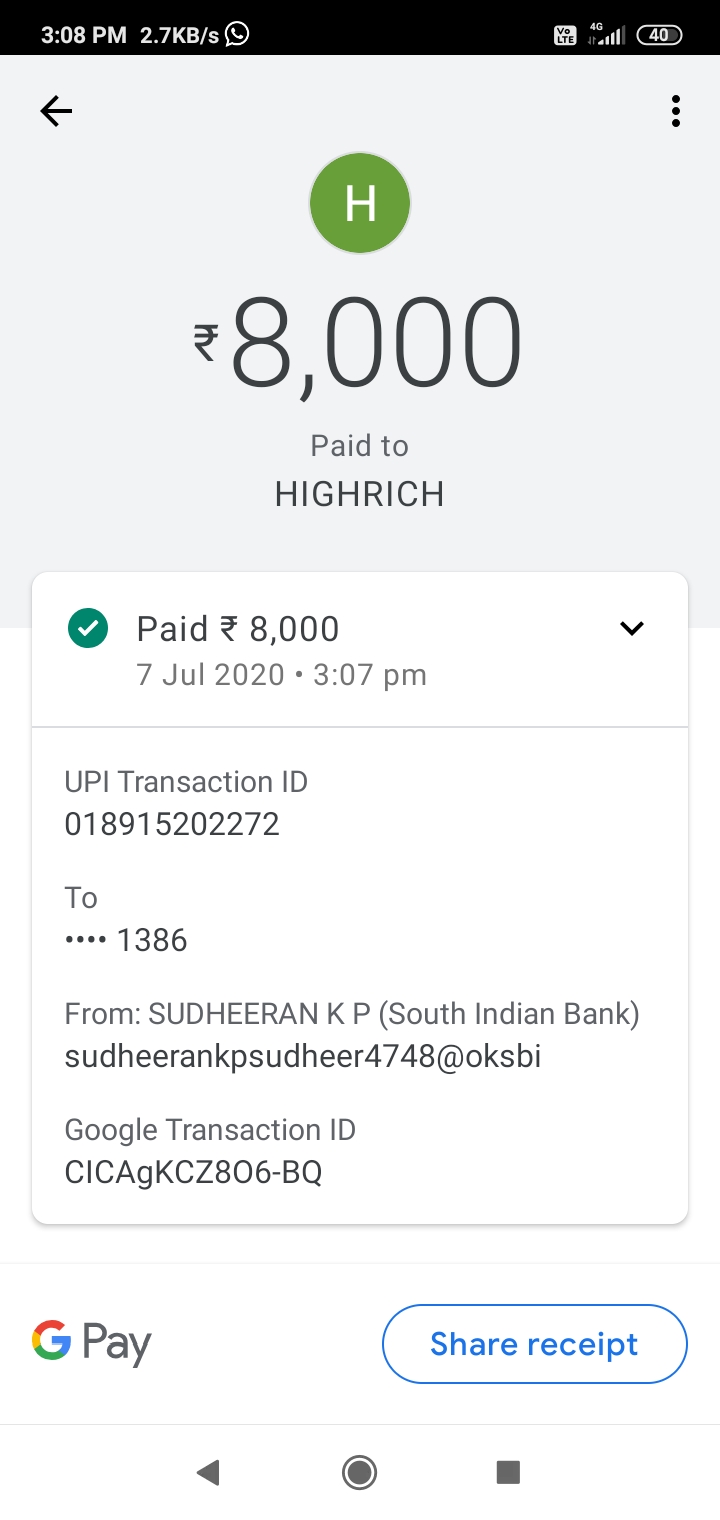 3:08 PM 2.7KB/s Vo LTE 4G 40
H
₹8,000
Paid to
HIGHRICH
Paid ₹ 8,000
7 Jul 2020 • 3:07 pm
UPI Transaction ID
018915202272
To
•••• 1386
From: SUDHEERAN K P (South Indian Bank)
sudheerankpsudheer4748@oksbi
Google Transaction ID
CICAgKCZ8O6-BQ
G Pay
Share receipt